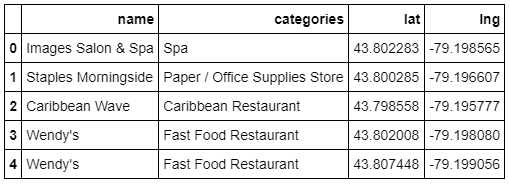 name categories lat lng
0 Images Salon & Spa Spa 43.802283 -79.198565
1 Staples Morningside Paper / Office Supplies Store 43.800285 -79.196607
2 Caribbean Wave Caribbean Restaurant 43.798558 -79.195777
3 Wendy's Fast Food Restaurant 43.802008 -79.198080
4 Wendy's Fast Food Restaurant 43.807448 -79.199056